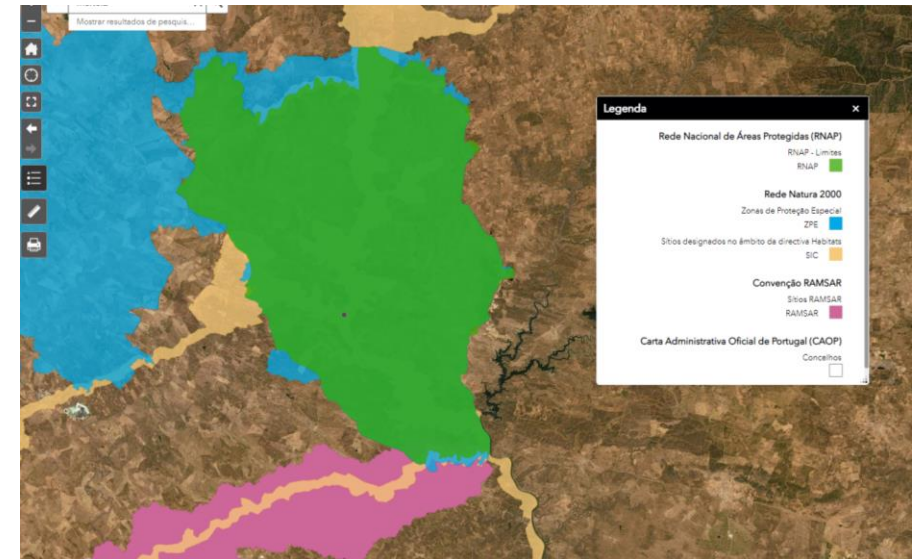 Mostrar resultados de pesquis...
Legenda
×
Rede Nacional de Áreas Protegidas (RNAP)
RNAP - Limites
RNAP
Rede Natura 2000
Zonas de Proteção Especial
ZPE
Sítios designados no âmbito da directiva Habitats
SIC
Convenção RAMSAR
Sítios RAMSAR
RAMSAR
Carta Administrativa Oficial de Portugal (CAOP)
Concelhos